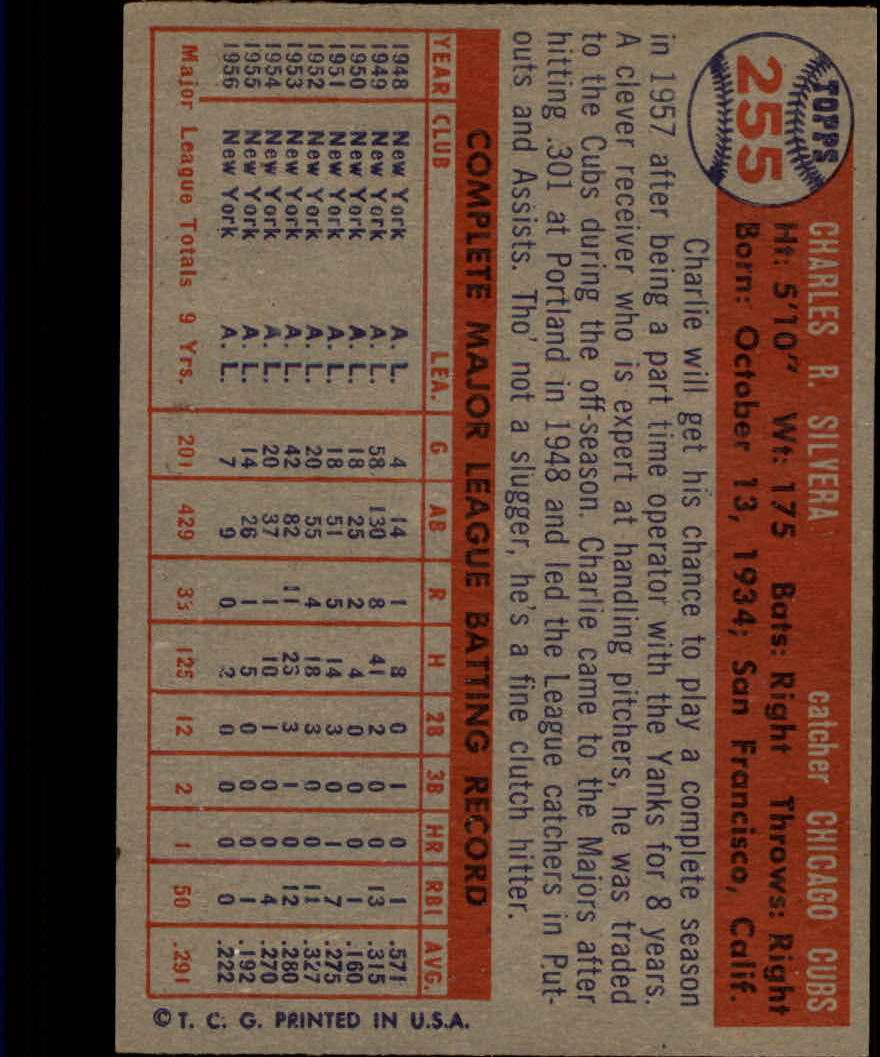 TOPPS
255
CHARLES R. SILVERA catcher CHICAGO CUBS
Ht: 5'10" Wt: 175 Bats: Right Throws: Right
Born: October 13, 1934; San Francisco, Calif.
Charlie will get his chance to play a complete season
in 1957 after being a part time operator with the Yanks for 8 years.
A clever receiver who is expert at handling pitchers, he was traded
to the Cubs during the off-season. Charlie came to the Majors after
hitting .301 at Portland in 1948 and led the League catchers in Put-
outs and Assists. Tho' not a slugger, he's a fine clutch hitter.
COMPLETE MAJOR LEAGUE BATTING RECORD
YEAR CLUB LEA. G AB R H 2B 3B HR RBI AVG.
1948 New York A. L. 4 14 1 8 0 1 0 1 .571
1949 New York A. L. 58 130 8 41 2 0 0 13 .315
1950 New York A. L. 18 25 2 4 0 0 0 1 .160
1951 New York A. L. 18 51 5 14 3 0 1 7 .275
1952 New York A. L. 20 55 4 18 3 0 0 11 .327
1953 New York A. L. 42 82 11 23 3 1 0 12 .280
1954 New York A. L. 20 37 1 10 1 0 0 4 .270
1955 New York A. L. 14 26 1 5 0 0 0 1 .192
1956 New York A. L. 7 9 0 2 0 0 0 0 .222
Major League Totals 9 Yrs. 201 429 33 125 12 2 1 50 .291
© T. C. G. PRINTED IN U.S.A.